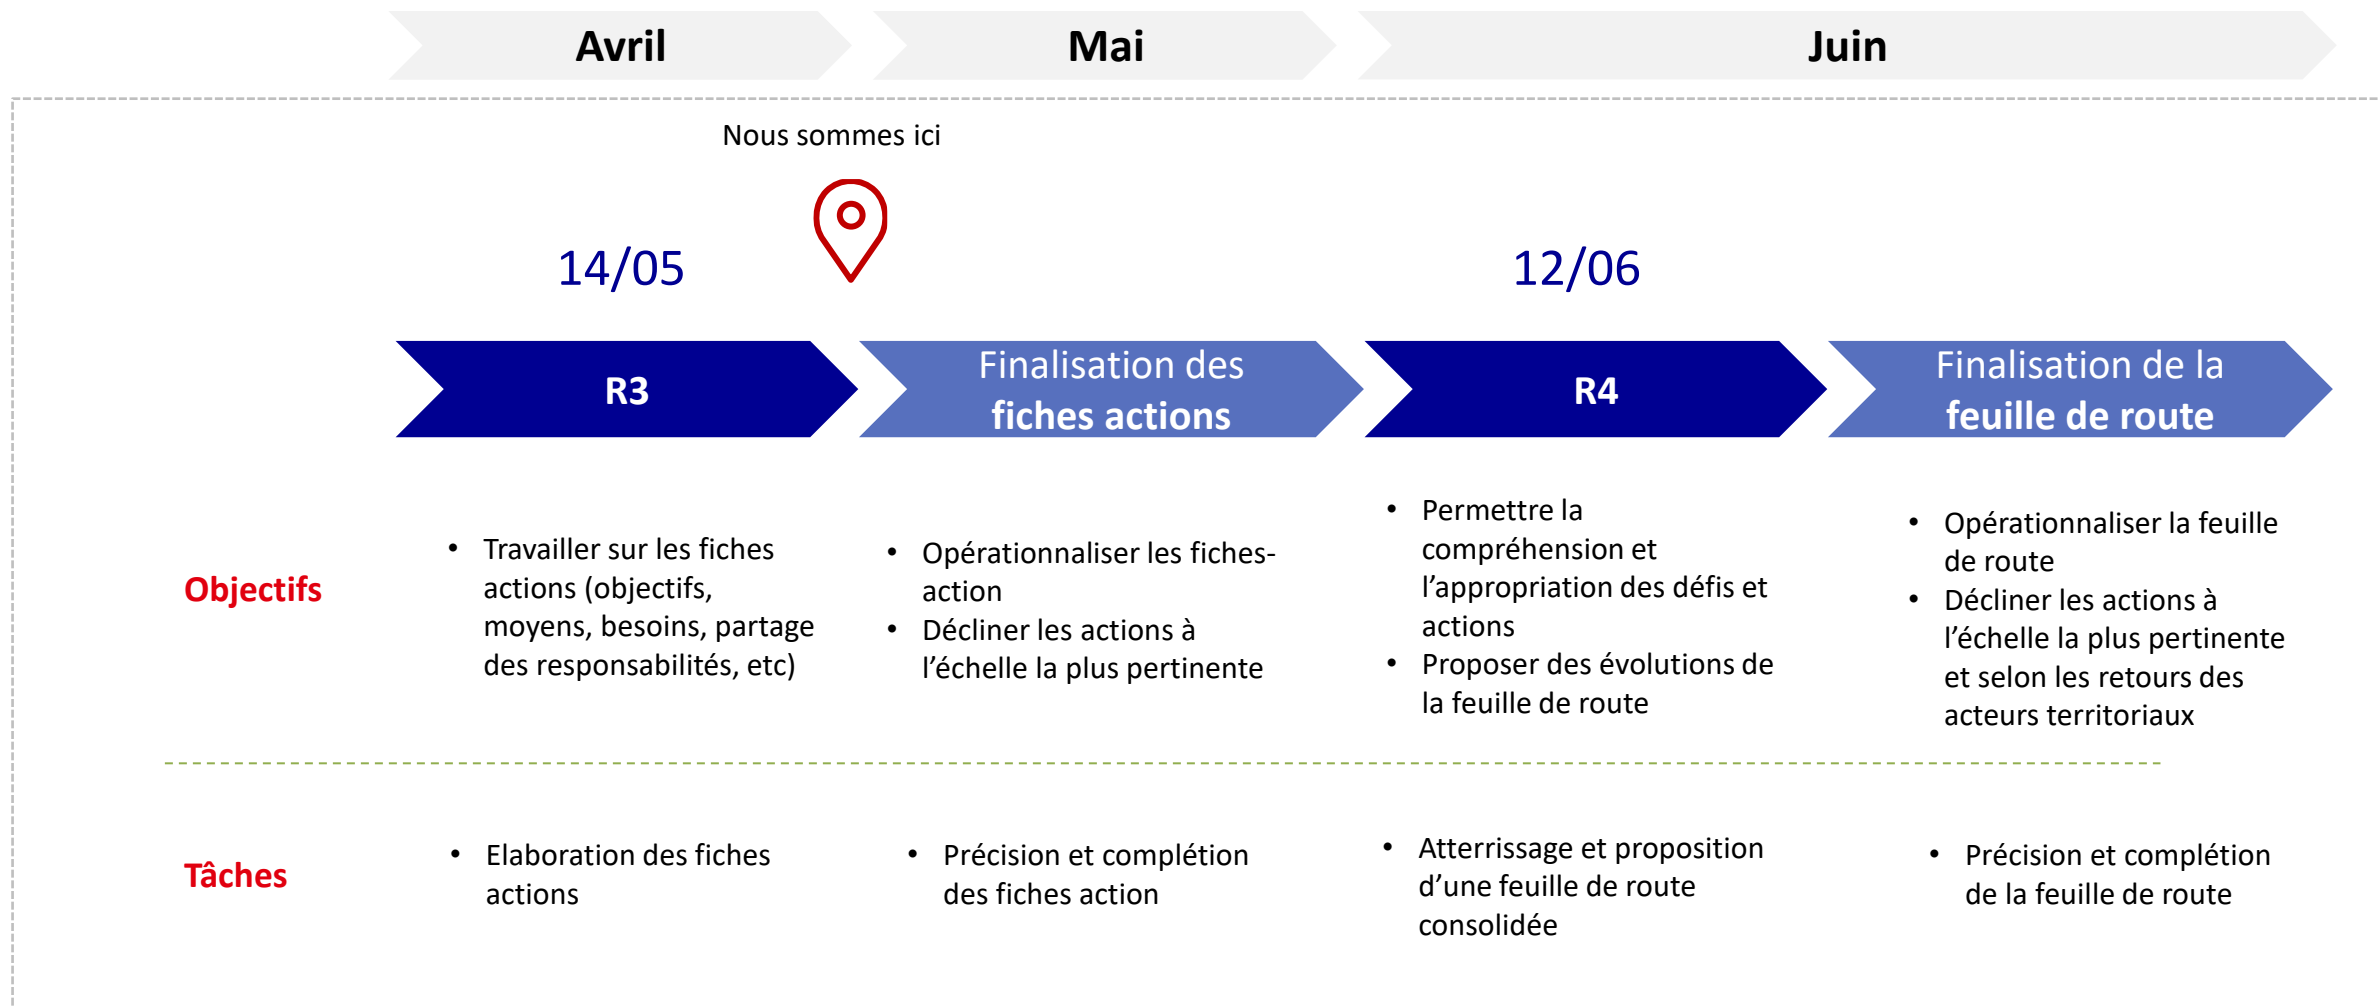 Avril
Mai
Juin
Nous sommes ici
14/05
12/06
R3
Finalisation des
fiches actions
R4
Finalisation de la
feuille de route
Objectifs
• Travailler sur les fiches
actions (objectifs,
moyens, besoins, partage
des responsabilités, etc)
• Opérationnaliser les fiches-
action
• Décliner les actions à
l’échelle la plus pertinente
• Permettre la
compréhension et
l’appropriation des défis et
actions
• Proposer des évolutions de
la feuille de route
• Opérationnaliser la feuille
de route
• Décliner les actions à
l’échelle la plus pertinente
et selon les retours des
acteurs territoriaux
Tâches
• Elaboration des fiches
actions
• Précision et complétion
des fiches action
• Atterrissage et proposition
d’une feuille de route
consolidée
• Précision et complétion
de la feuille de route